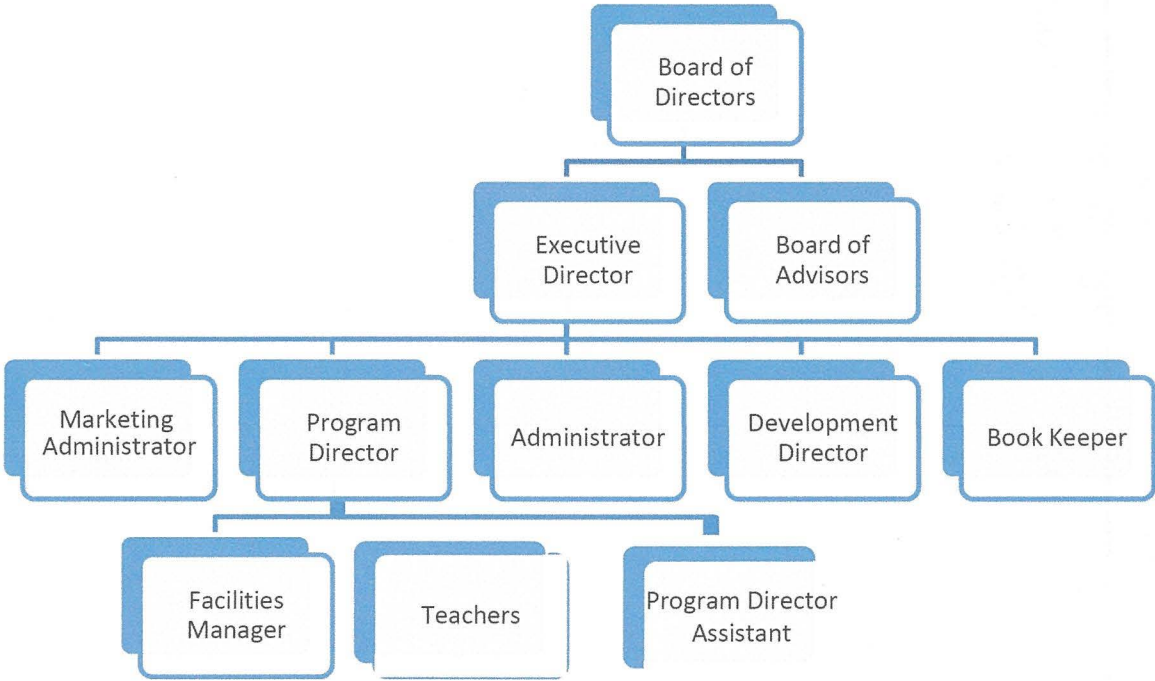 Board of
Directors
Executive
Director
Board of
Advisors
Marketing
Administrator
Program
Director
Administrator
Development
Director
Book Keeper
Facilities
Manager
Teachers
Program Director
Assistant